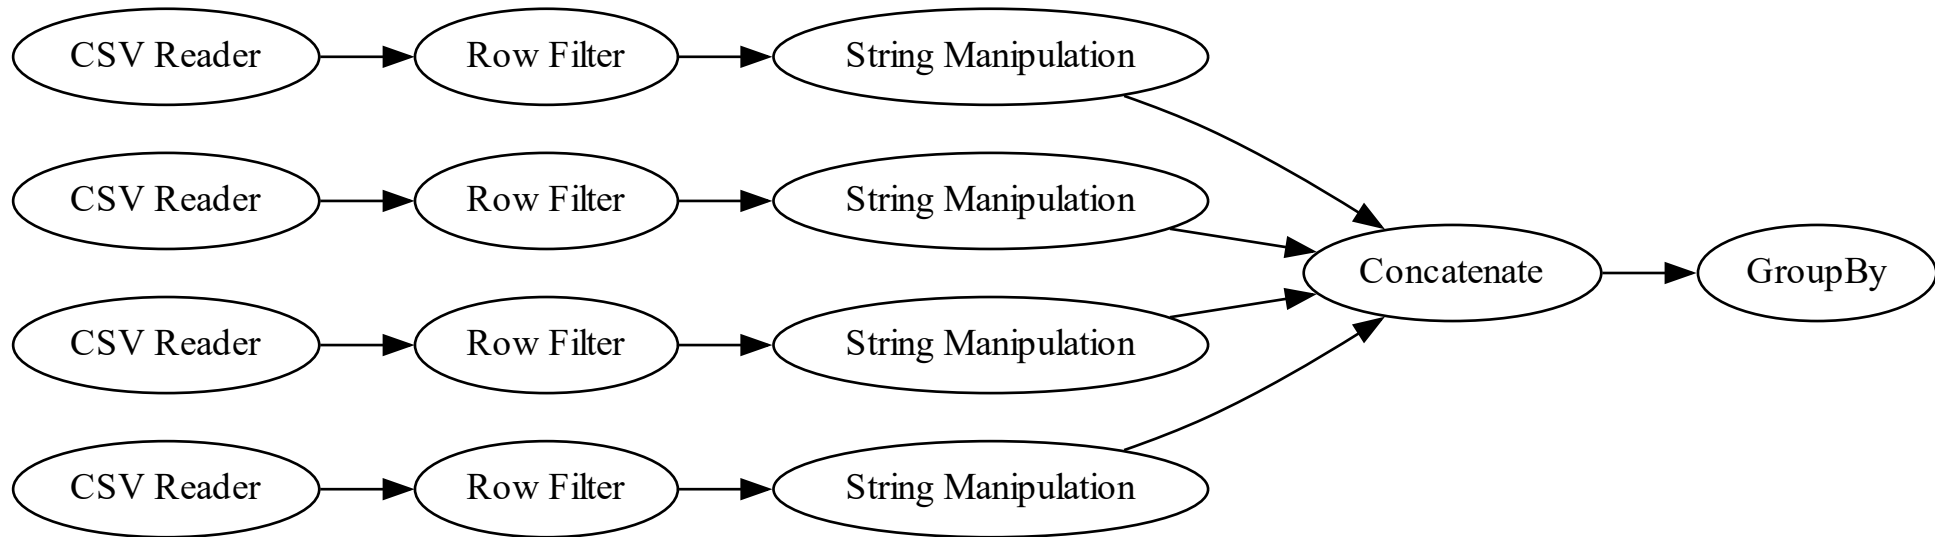 CSV Reader
Row Filter
String Manipulation
CSV Reader
Row Filter
String Manipulation
Concatenate
GroupBy
CSV Reader
Row Filter
String Manipulation
CSV Reader
Row Filter
String Manipulation